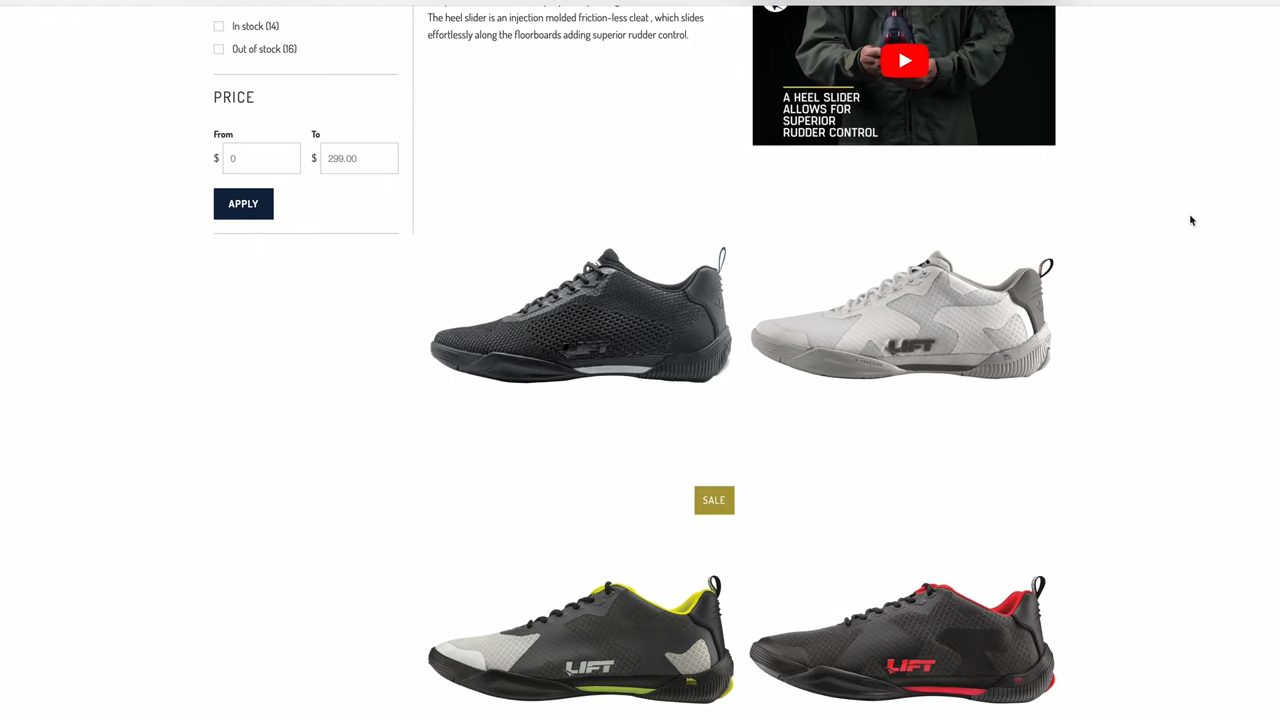 In stock (14)
Out of stock (16)
PRICE
From
To
$ 0
$ 299.00
APPLY
The heel slider is an injection molded friction-less cleat , which slides
effortlessly along the floorboards adding superior rudder control.
A HEEL SLIDER
ALLOWS FOR
SUPERIOR
RUDDER CONTROL
LIFT
SALE
LIFT
LIFT